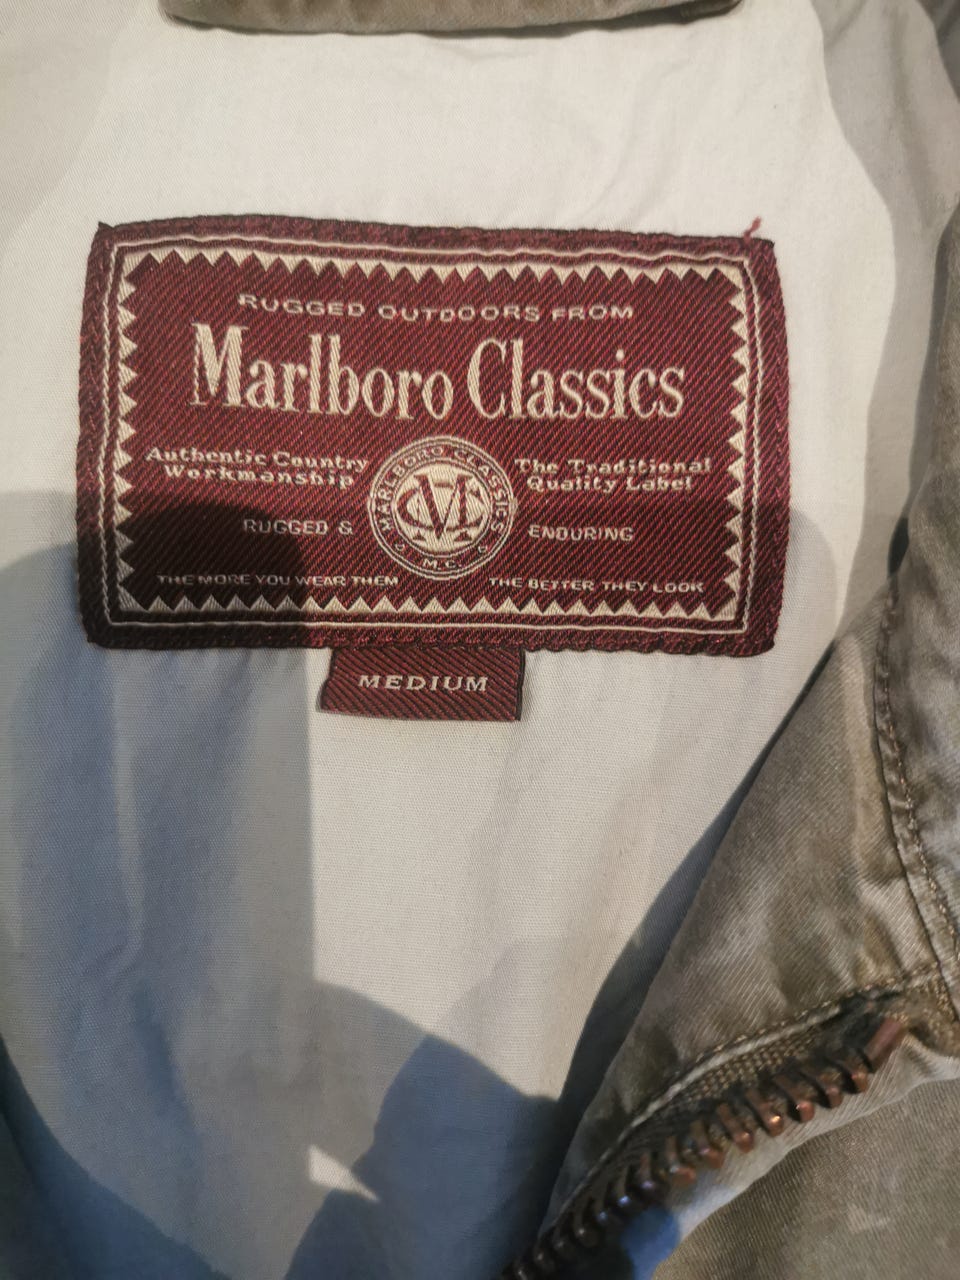 RUGGED OUTDOORS FROM
Marlboro Classics
Authentic Country
Workmanship
MARLBORO CLASSICS
M.C.
The Traditional
Quality Label
RUGGED & ENDURING
THE MORE YOU WEAR THEM THE BETTER THEY LOOK
MEDIUM